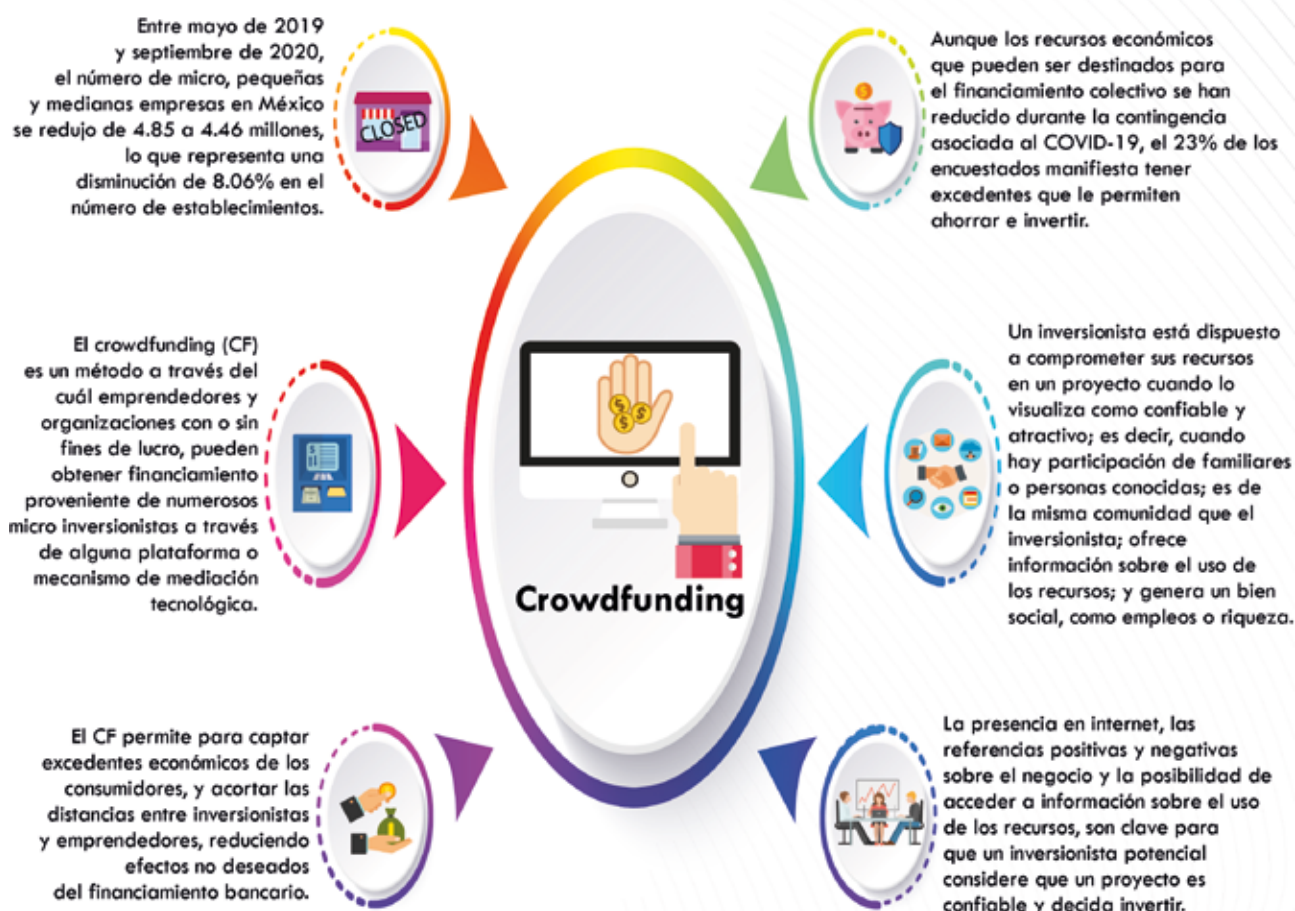 Entre mayo de 2019
y septiembre de 2020,
el número de micro, pequeñas
y medianas empresas en México
se redujo de 4.85 a 4.46 millones,
lo que representa una
disminución de 8.06% en el
número de establecimientos.
CLOSED
El crowdfunding (CF)
es un método a través del
cuál emprendedores y
organizaciones con o sin
fines de lucro, pueden
obtener financiamiento
proveniente de numerosos
micro inversionistas a través
de alguna plataforma o
mecanismo de mediación
tecnológica.
El CF permite para captar
excedentes económicos de los
consumidores, y acortar las
distancias entre inversionistas
y emprendedores, reduciendo
efectos no deseados
del financiamiento bancario.
Crowdfunding
Aunque los recursos económicos
que pueden ser destinados para
el financiamiento colectivo se han
reducido durante la contingencia
asociada al COVID-19, el 23% de los
encuestados manifiesta tener
excedentes que le permiten
ahorrar e invertir.
Un inversionista está dispuesto
a comprometer sus recursos
en un proyecto cuando lo
visualiza como confiable y
atractivo; es decir, cuando
hay participación de familiares
o personas conocidas; es de
la misma comunidad que el
inversionista; ofrece
información sobre el uso de
los recursos; y genera un bien
social, como empleos o riqueza.
La presencia en internet, las
referencias positivas y negativas
sobre el negocio y la posibilidad de
acceder a información sobre el uso
de los recursos, son clave para
que un inversionista potencial
considere que un proyecto es
confiable y decida invertir.